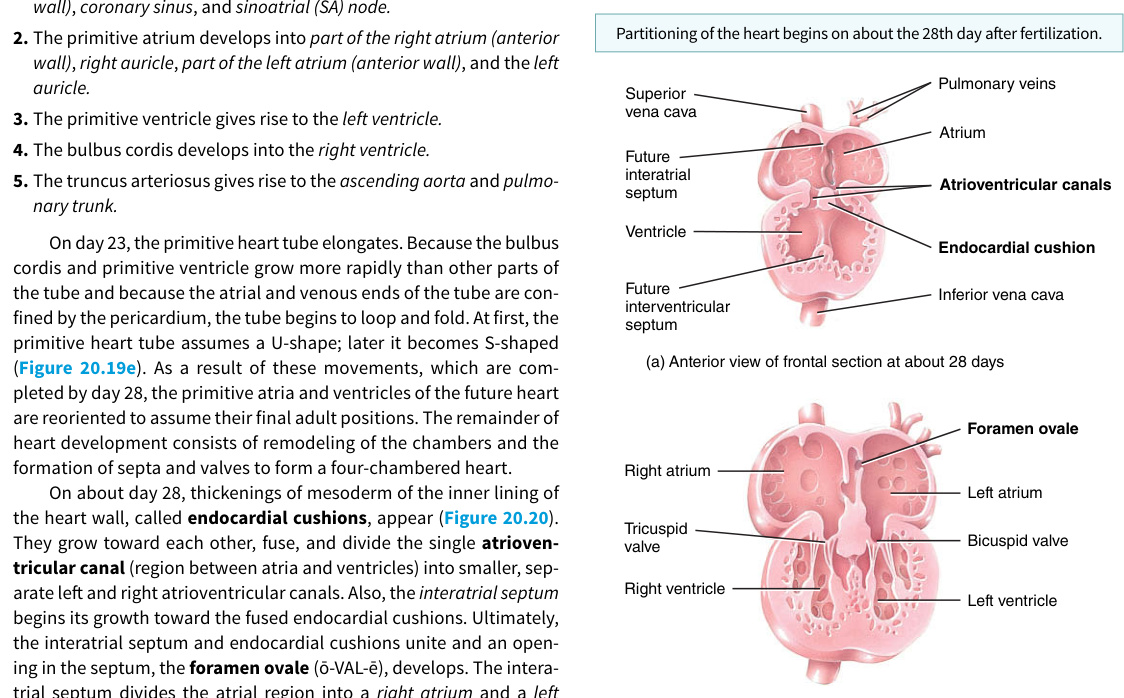 wall), coronary sinus, and sinoatrial (SA) node.
2. The primitive atrium develops into part of the right atrium (anterior
wall), right auricle, part of the left atrium (anterior wall), and the left
auricle.
3. The primitive ventricle gives rise to the left ventricle.
4. The bulbus cordis develops into the right ventricle.
5. The truncus arteriosus gives rise to the ascending aorta and pulmo-
nary trunk.
On day 23, the primitive heart tube elongates. Because the bulbus
cordis and primitive ventricle grow more rapidly than other parts of
the tube and because the atrial and venous ends of the tube are con-
fined by the pericardium, the tube begins to loop and fold. At first, the
primitive heart tube assumes a U-shape; later it becomes S-shaped
(Figure 20.19e). As a result of these movements, which are com-
pleted by day 28, the primitive atria and ventricles of the future heart
are reoriented to assume their final adult positions. The remainder of
heart development consists of remodeling of the chambers and the
formation of septa and valves to form a four-chambered heart.
On about day 28, thickenings of mesoderm of the inner lining of
the heart wall, called endocardial cushions, appear (Figure 20.20).
They grow toward each other, fuse, and divide the single atrioven-
tricular canal (region between atria and ventricles) into smaller, sep-
arate left and right atrioventricular canals. Also, the interatrial septum
begins its growth toward the fused endocardial cushions. Ultimately,
the interatrial septum and endocardial cushions unite and an open-
ing in the septum, the foramen ovale (ō-VAL-ē), develops. The intera-
trial septum divides the atrial region into a right atrium and a left
Partitioning of the heart begins on about the 28th day after fertilization.
Superior
vena cava
Pulmonary veins
Atrium
Future
interatrial
septum
Atrioventricular canals
Ventricle
Endocardial cushion
Future
interventricular
septum
Inferior vena cava
(a) Anterior view of frontal section at about 28 days
Foramen ovale
Right atrium
Left atrium
Tricuspid
valve
Bicuspid valve
Right ventricle
Left ventricle